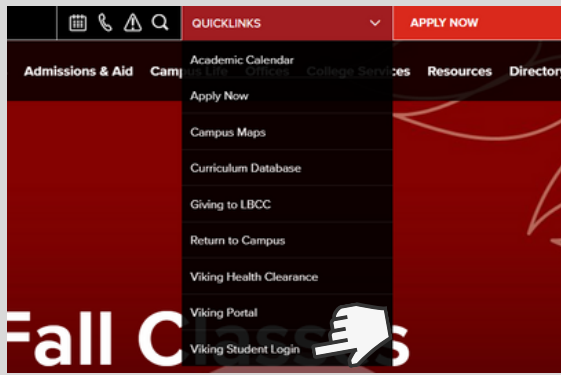 QUICKLINKS
APPLY NOW
Admissions & Aid Campus Life Offices College Services Resources Directory
Academic Calendar
Apply Now
Campus Maps
Curriculum Database
Giving to LBCC
Return to Campus
Viking Health Clearance
Viking Portal
Viking Student Login
Fall Classes